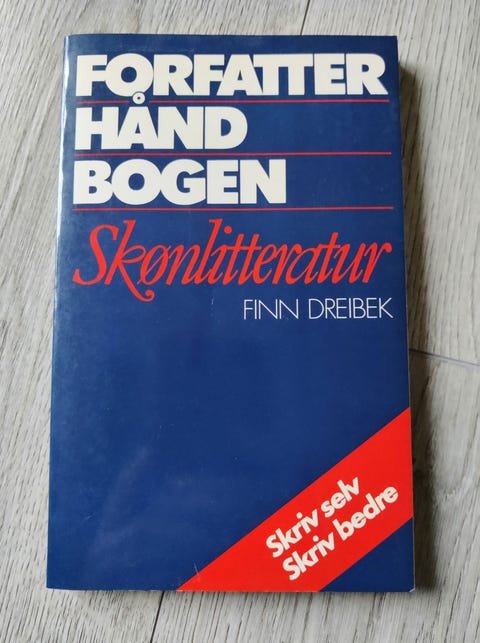 FORFATTER
HÅND
BOGEN
Skønlitteratur
FINN DREIBEK
Skriv selv
Skriv bedre